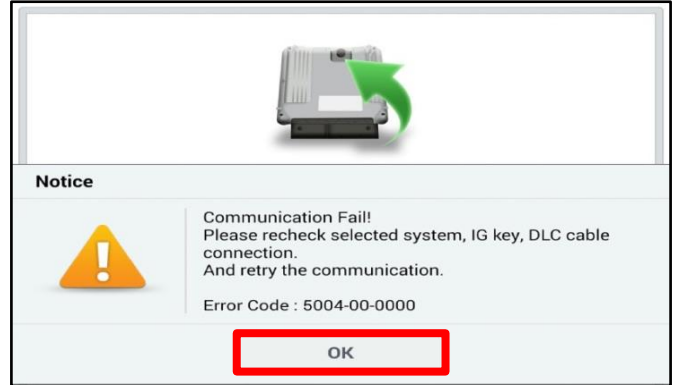 Notice
Communication Fail!
Please recheck selected system, IG key, DLC cable
connection.
And retry the communication.
Error Code : 5004-00-0000
OK